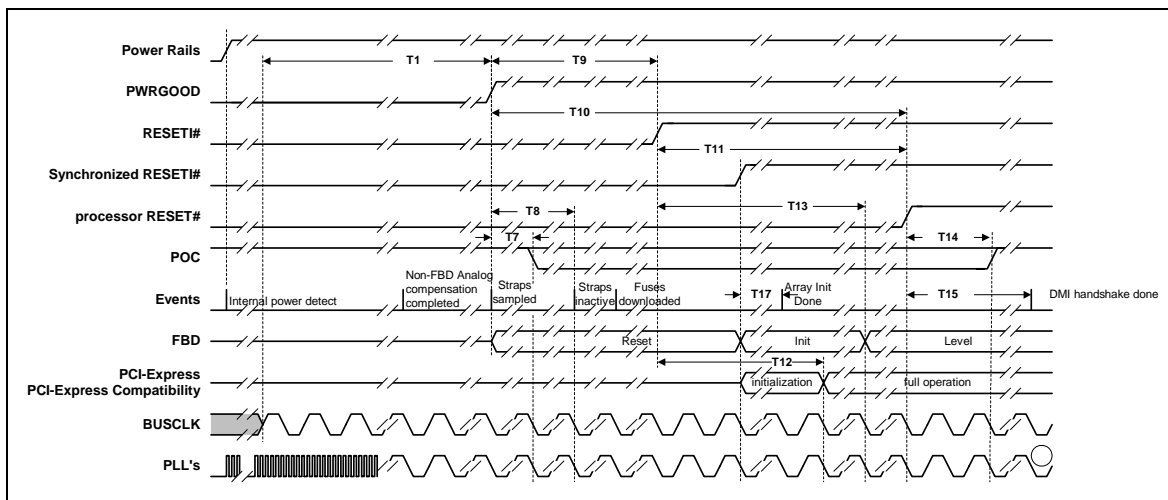 Power Rails
T1
T9
PWRGOOD
T10
RESETI#
T11
Synchronized RESETI#
T13
processor RESET#
T8
T7
T14
POC
Events
Internal power detect
Non-FBD Analog
compensation
completed
Straps
sampled
Straps
inactive
Fuses
downloaded
T17
Array Init
Done
T15
DMI handshake done
FBD
Reset
Init
Level
T12
PCI-Express
PCI-Express Compatibility
initialization
full operation
BUSCLK
PLL's